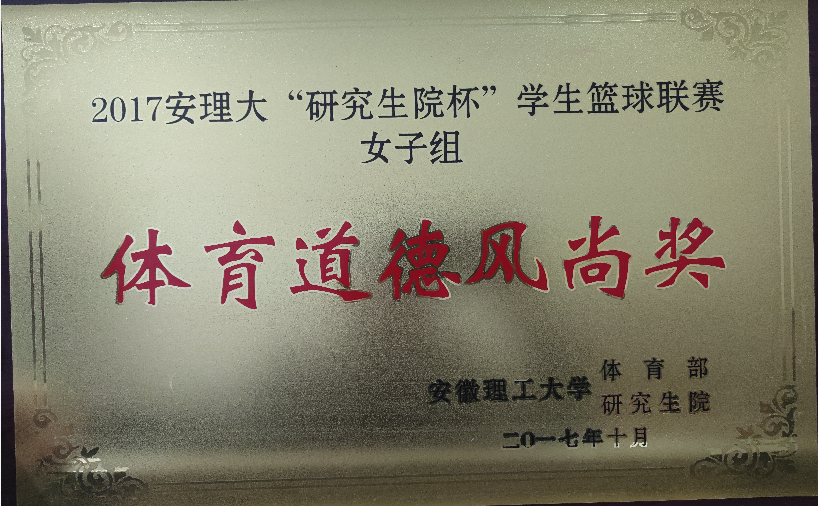 2017安理大“研究生院杯”学生篮球联赛
女子组
体育道德风尚奖
安徽理工大学 体育部
研究生院
二〇一七年十月